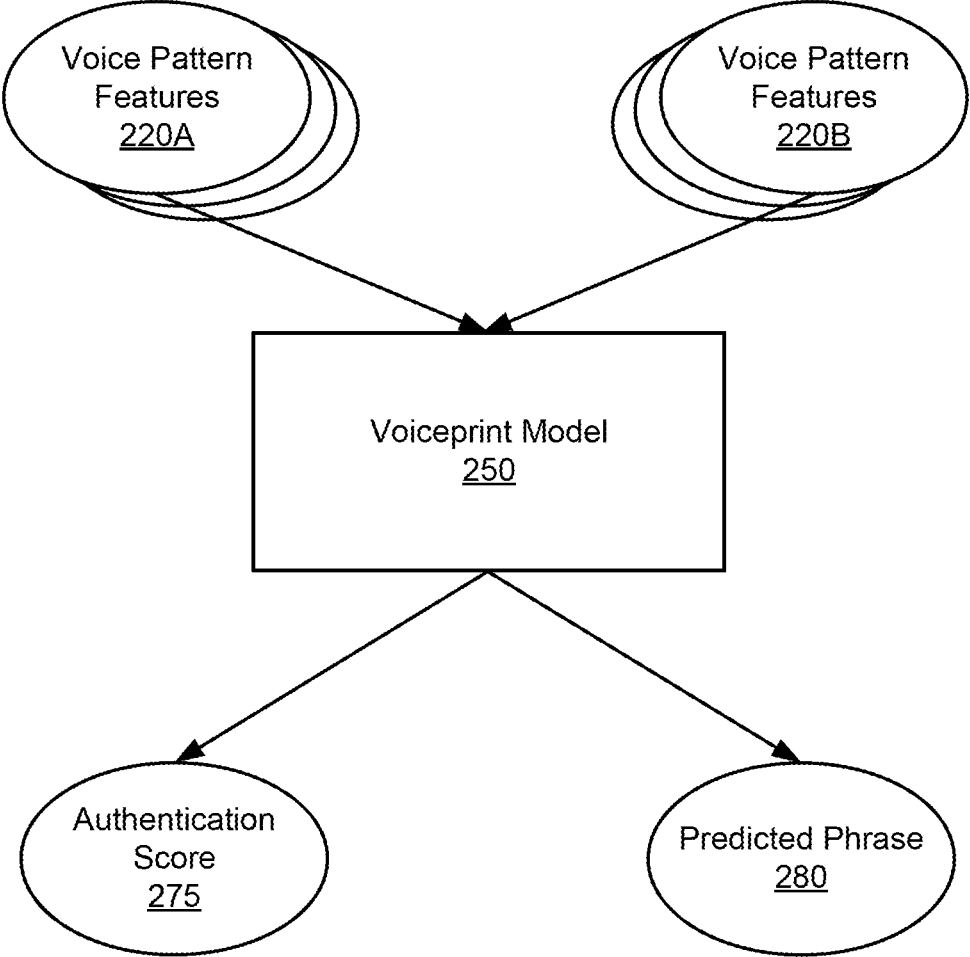 Voice Pattern
Features
220A
Voice Pattern
Features
220B
Voiceprint Model
250
Authentication
Score
275
Predicted Phrase
280